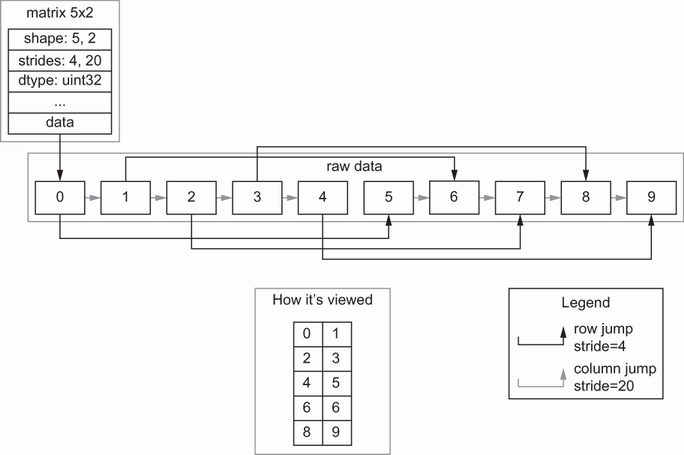 matrix 5x2
shape: 5, 2
strides: 4, 20
dtype: uint32
...
data
raw data
0 1 2 3 4 5 6 7 8 9
How it's viewed
0 1
2 3
4 5
6 6
8 9
Legend
row jump
stride=4
column jump
stride=20